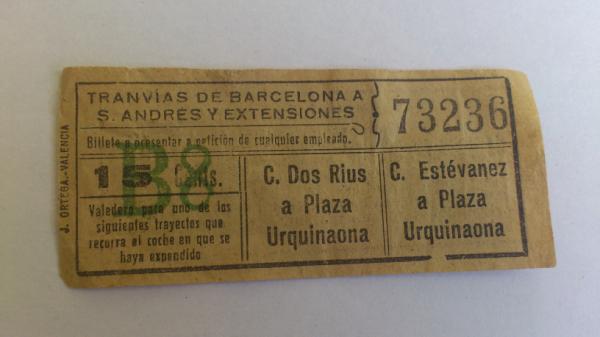 TRANVIAS DE BARCELONA A
S. ANDRÉS Y EXTENSIONES
73236
Billete a presentar a petición de cualquier empleado.
15 Cents.
B8
Valedero para uno de los
siguientes trayectos que
recorra el coche en que se
haya expendido
C. Dos Rius
a Plaza
Urquinaona
C. Estévanez
a Plaza
Urquinaona
J. ORTEGA.-VALENCIA